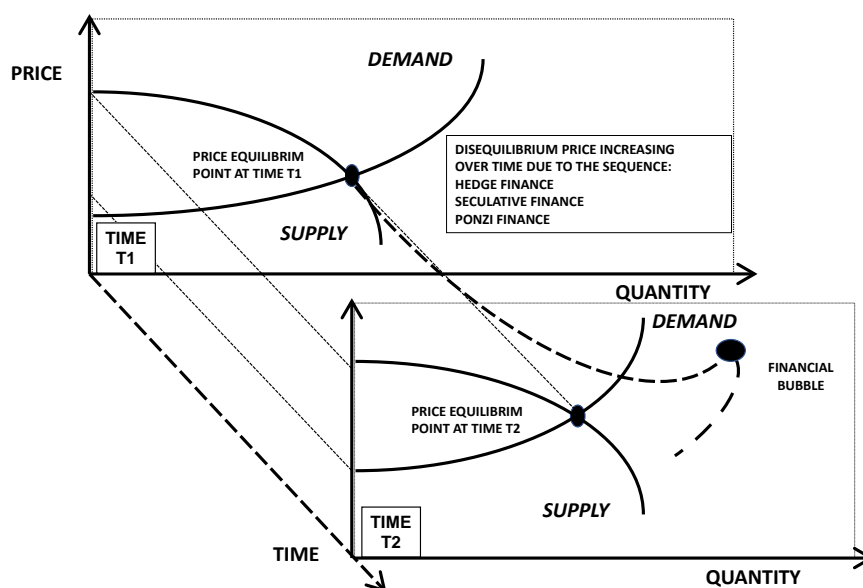 PRICE
DEMAND
PRICE EQUILIBRIM
POINT AT TIME T1
DISEQUILIBRIUM PRICE INCREASING
OVER TIME DUE TO THE SEQUENCE:
HEDGE FINANCE
SECULATIVE FINANCE
PONZI FINANCE
SUPPLY
TIME
T1
QUANTITY
DEMAND
FINANCIAL
BUBBLE
PRICE EQUILIBRIM
POINT AT TIME T2
SUPPLY
TIME
T2
TIME
QUANTITY